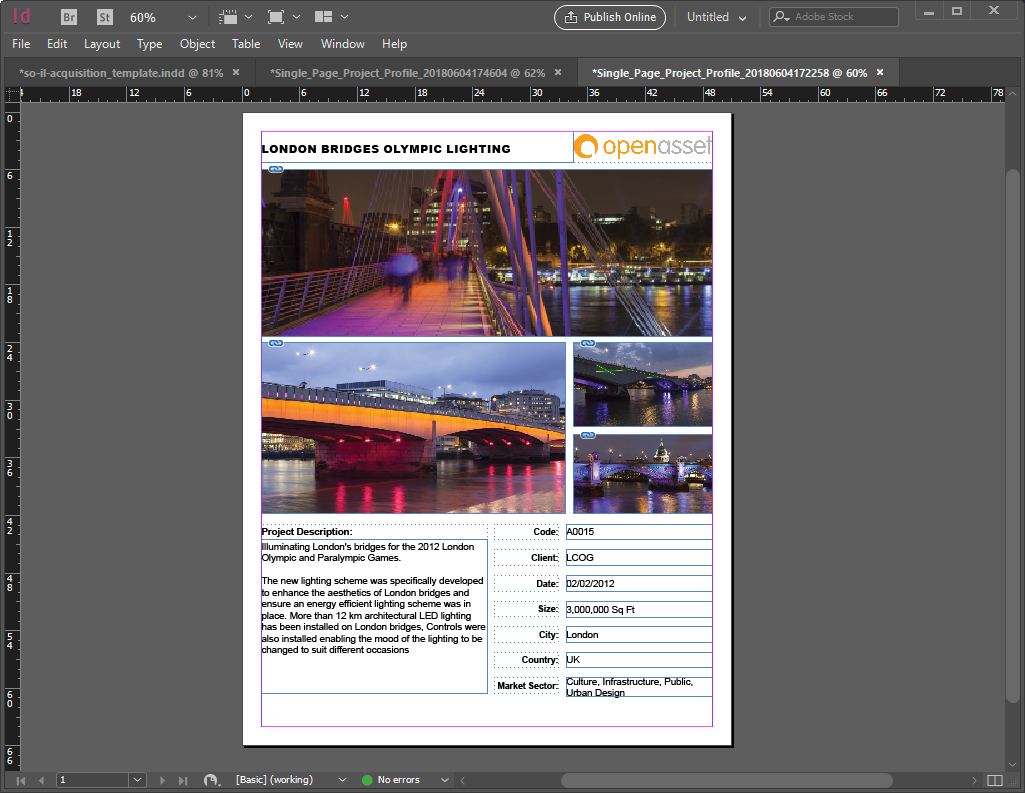 Id Br St 60% Publish Online Untitled Adobe Stock
File Edit Layout Type Object Table View Window Help
*so-il-acquisition_template.indd @ 81% × *Single_Page_Project_Profile_20180604174604 @ 62% × *Single_Page_Project_Profile_20180604172258 @ 60% ×
18 12 6 0 6 12 18 24 30 36 42 48 54 60 66 72 78
0
6
12
18
24
30
36
42
48
54
60
66
LONDON BRIDGES OLYMPIC LIGHTING
openasset
Project Description:
Illuminating London's bridges for the 2012 London
Olympic and Paralympic Games.
The new lighting scheme was specifically developed
to enhance the aesthetics of London bridges and
ensure an energy efficient lighting scheme was in
place. More than 12 km architectural LED lighting
has been installed on London bridges, Controls were
also installed enabling the mood of the lighting to be
changed to suit different occasions
Code: A0015
Client: LCOG
Date: 02/02/2012
Size: 3,000,000 Sq Ft
City: London
Country: UK
Market Sector: Culture, Infrastructure, Public,
Urban Design
1 [Basic] (working) No errors